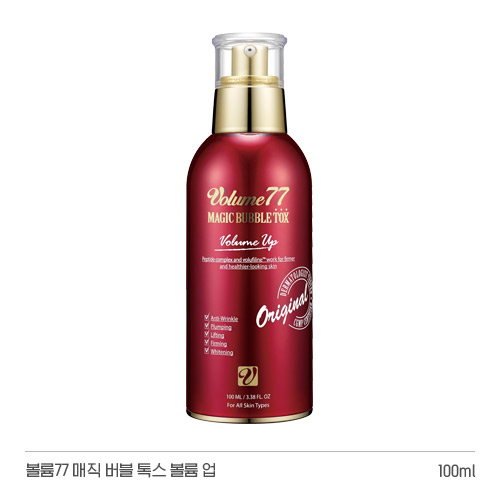 Volume77
MAGIC BUBBLE TOX
Volume Up
Peptide complex and volufiline™ work for firmer
and healthier-looking skin
DERMATOLOGIST
Original
CGMP
Anti-Wrinkle
Plumping
Lifting
Firming
Whitening
V
100 ML / 3.38 FL. OZ
For All Skin Types
볼륨77 매직 버블 톡스 볼륨 업
100ml